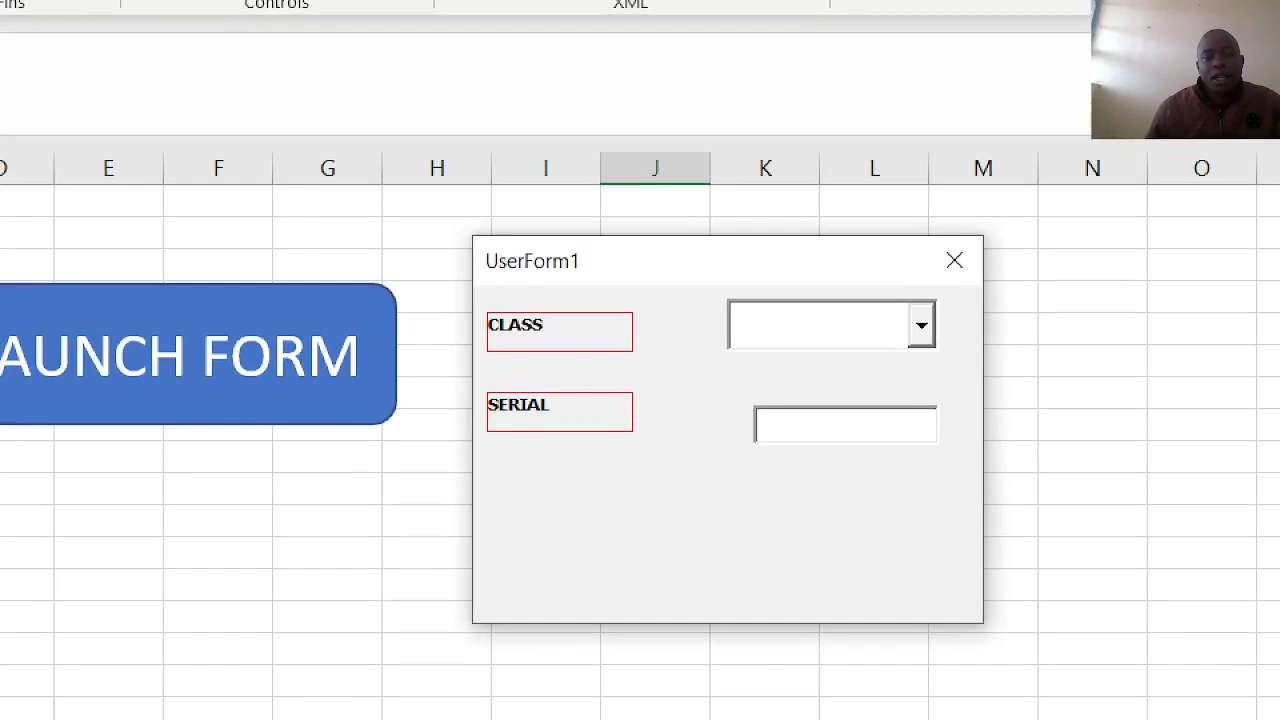 Controls
XML
E F G H I J K L M N O
UserForm1
CLASS
AUNCH FORM
SERIAL